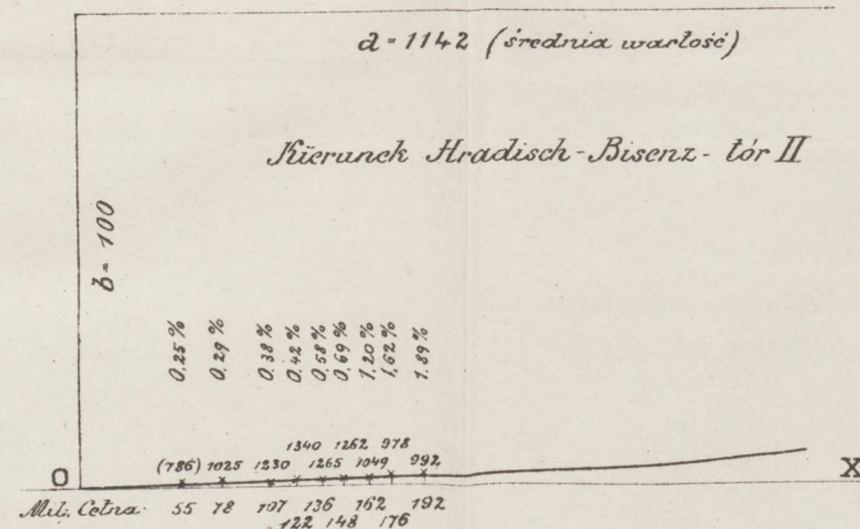 a = 1142 (średnia wartość)
Kierunek Hradisch - Bisenz - tór II
b = 100
0,25 % 0,29 % 0,38 % 0,42 % 0,58 % 0,69 % 1,20 % 1,62 % 1,89 %
1340 1262 978
(786) 1025 1230 1265 1049 992
O X
Mil. Cetna. 55 78 107 136 162 192
122 148 176